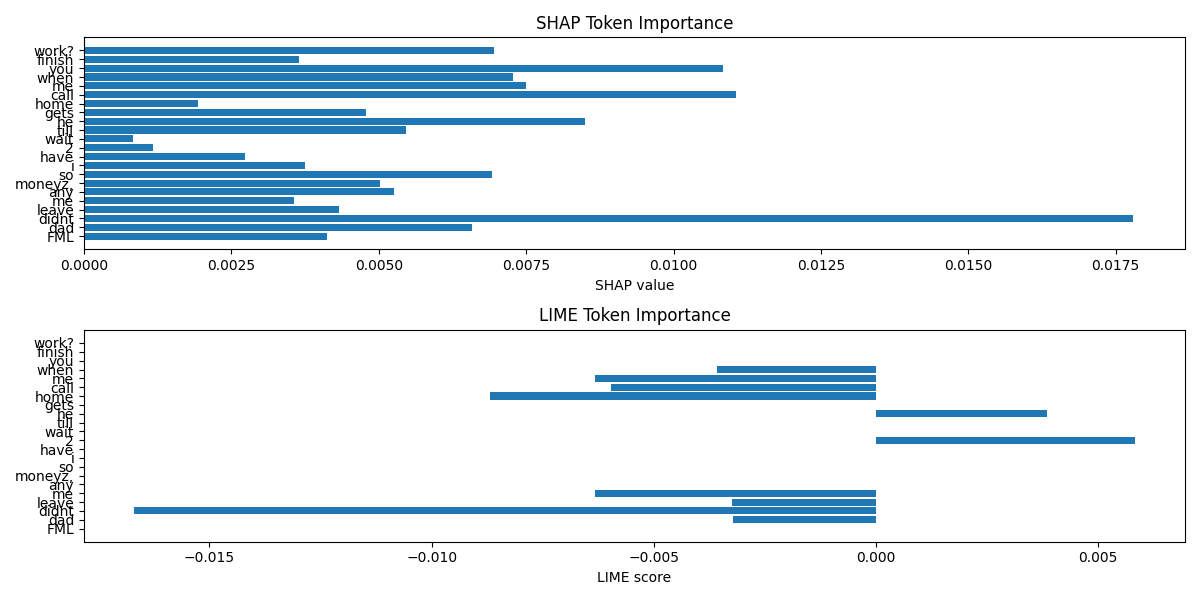 SHAP Token Importance
work?
finish
you
when
me
call
home
gets
he
till
wait
2
have
i
so
moneyz.
any
me
leave
didnt
dad
FML
0.0000 0.0025 0.0050 0.0075 0.0100 0.0125 0.0150 0.0175
SHAP value
LIME Token Importance
work?
finish
you
when
me
call
home
gets
he
till
wait
2
have
i
so
moneyz.
any
me
leave
didnt
dad
FML
−0.015 −0.010 −0.005 0.000 0.005
LIME score